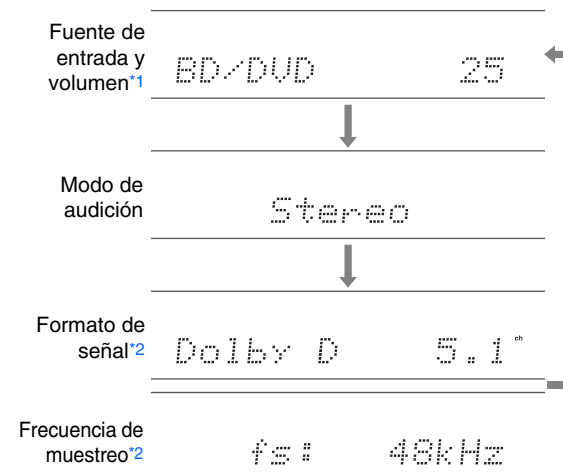 Fuente de
entrada y
volumen*1
BD/DVD 25
Modo de
audición
Stereo
Formato de
señal*2
Dolby D 5.1 ch
Frecuencia de
muestreo*2
fs: 48kHz